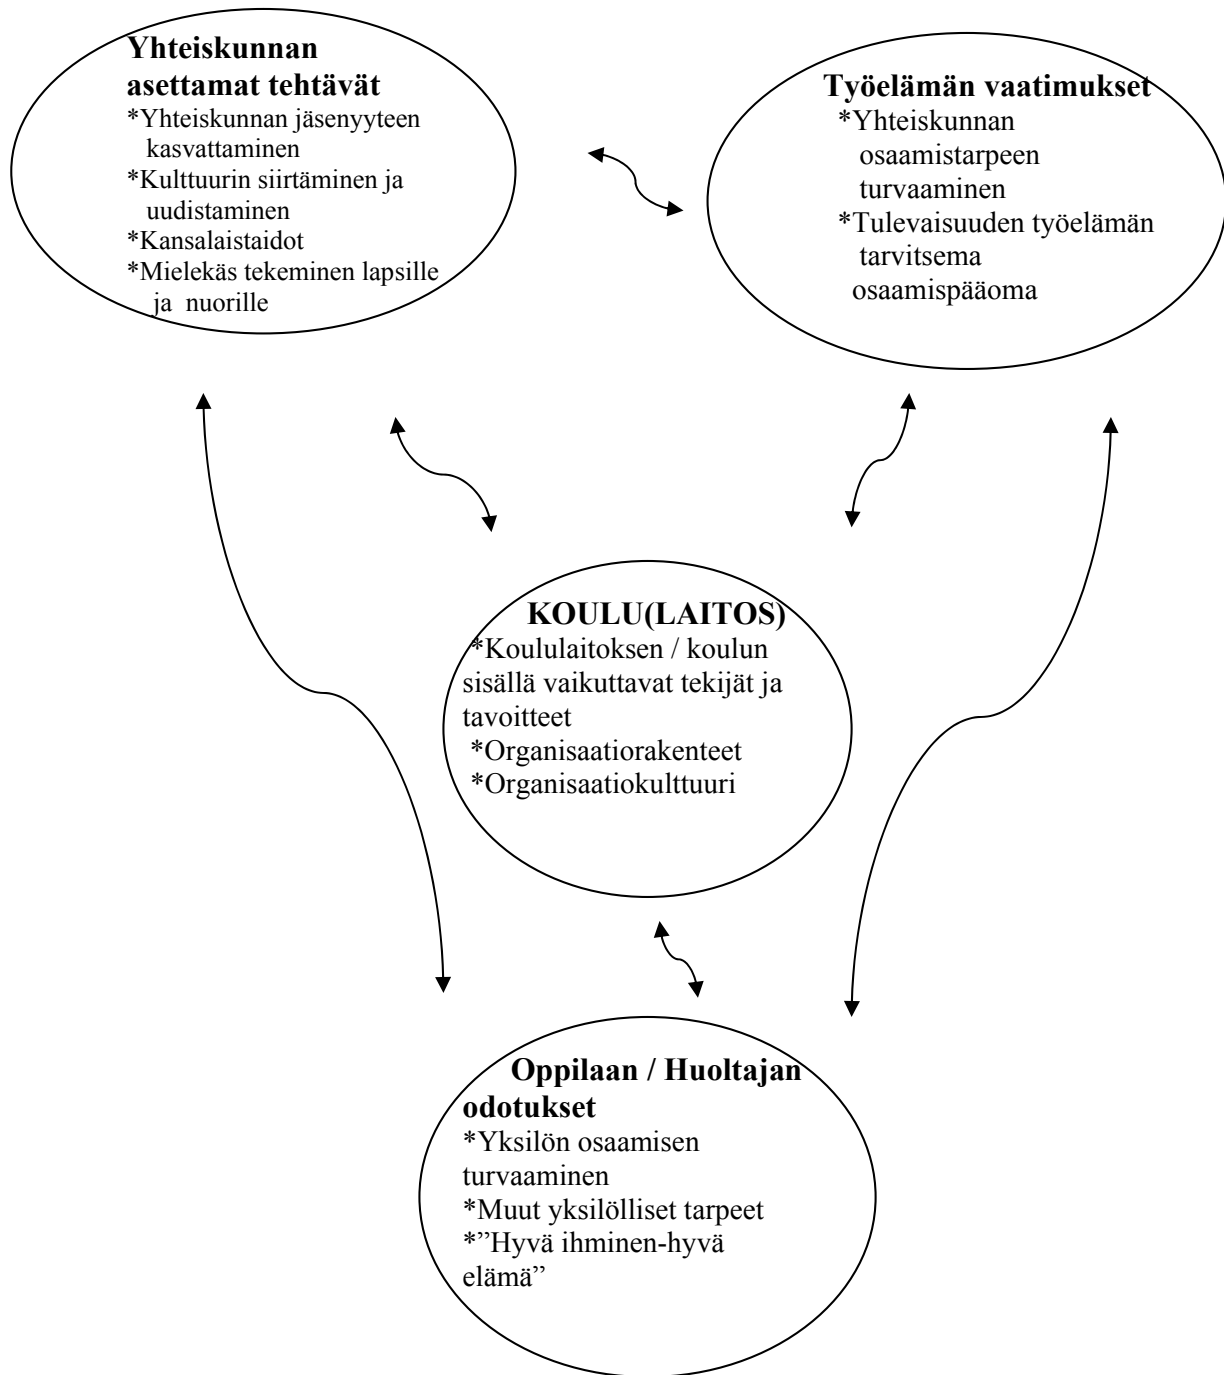 Yhteiskunnan
asettamat tehtävät
*Yhteiskunnan jäsenyyteen
kasvattaminen
*Kulttuurin siirtäminen ja
uudistaminen
*Kansalaistaidot
*Mielekäs tekeminen lapsille
ja nuorille
Työelämän vaatimukset
*Yhteiskunnan
osaamistarpeen
turvaaminen
*Tulevaisuuden työelämän
tarvitsema
osaamispääoma
KOULU(LAITOS)
*Koululaitoksen / koulun
sisällä vaikuttavat tekijät ja
tavoitteet
*Organisaatiorakenteet
*Organisaatiokulttuuri
Oppilaan / Huoltajan
odotukset
*Yksilön osaamisen
turvaaminen
*Muut yksilölliset tarpeet
*”Hyvä ihminen-hyvä
elämä”